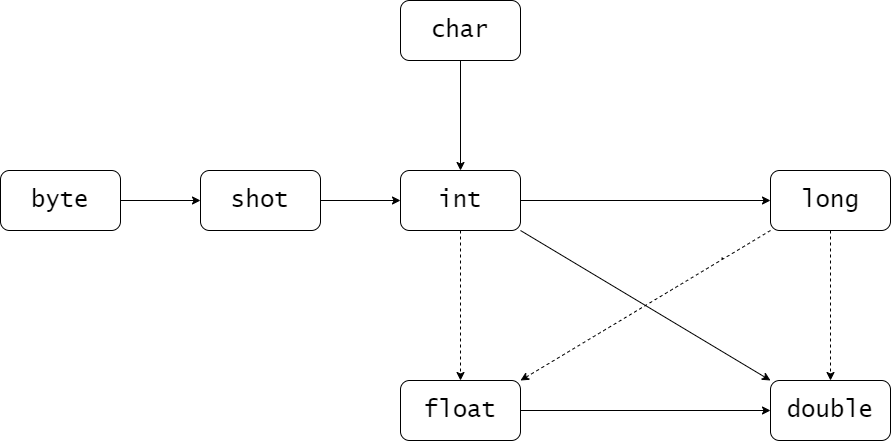 char
byte
shot
int
long
float
double